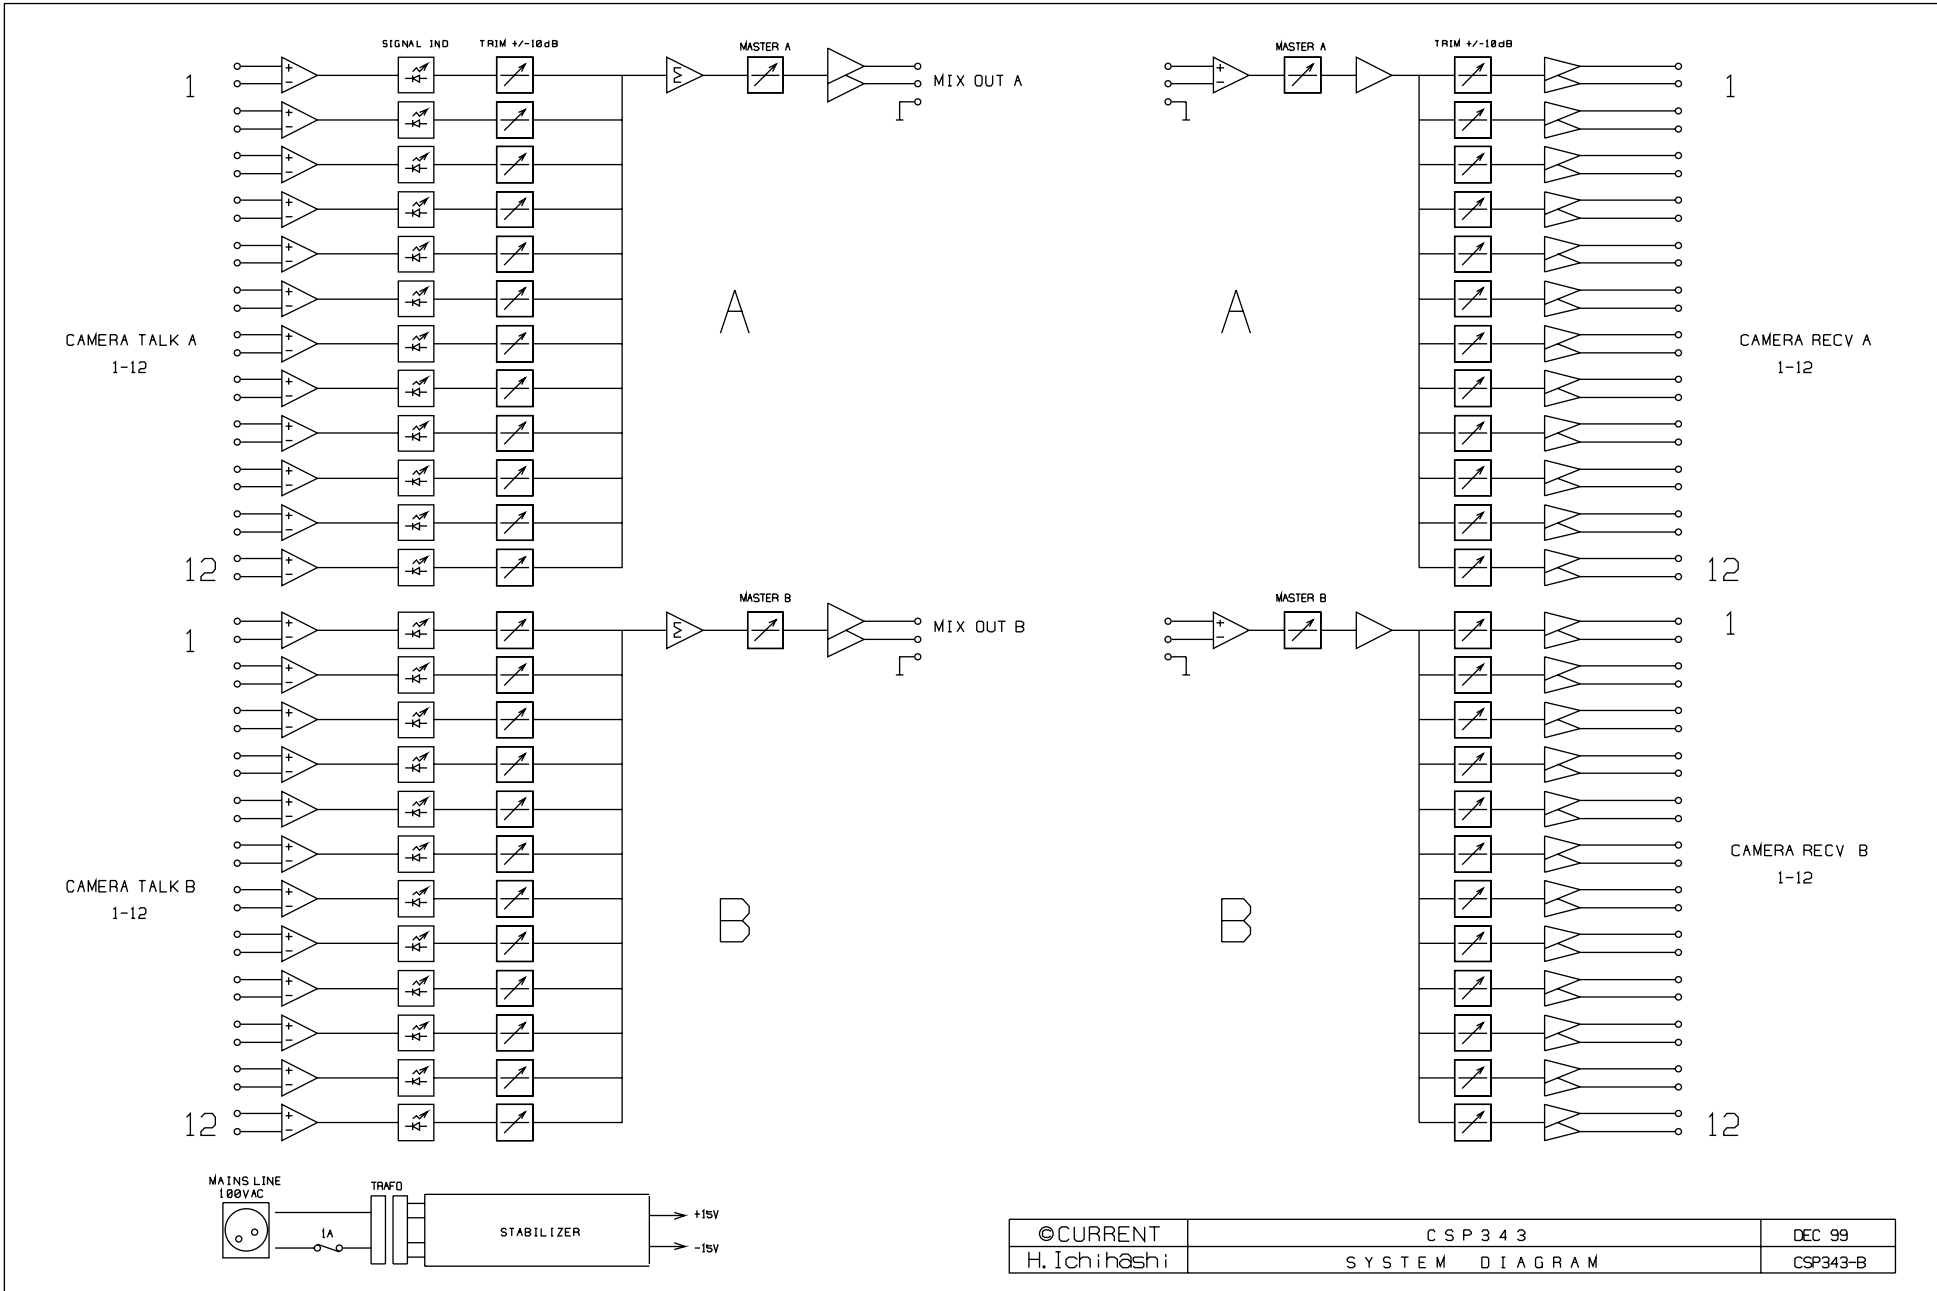 SIGNAL IND
TRIM +/-10dB
MASTER A
MASTER A
TRIM +/-10dB
1
MIX OUT A
1
A
A
CAMERA TALK A
1-12
CAMERA RECV A
1-12
12
12
MASTER B
MASTER B
1
MIX OUT B
1
CAMERA TALK B
1-12
CAMERA RECV B
1-12
B
B
12
12
MAINS LINE
100VAC
TRAFO
1A
STABILIZER
+15V
-15V
©CURRENT
CSP343
DEC 99
H.Ichihashi
SYSTEM DIAGRAM
CSP343-B